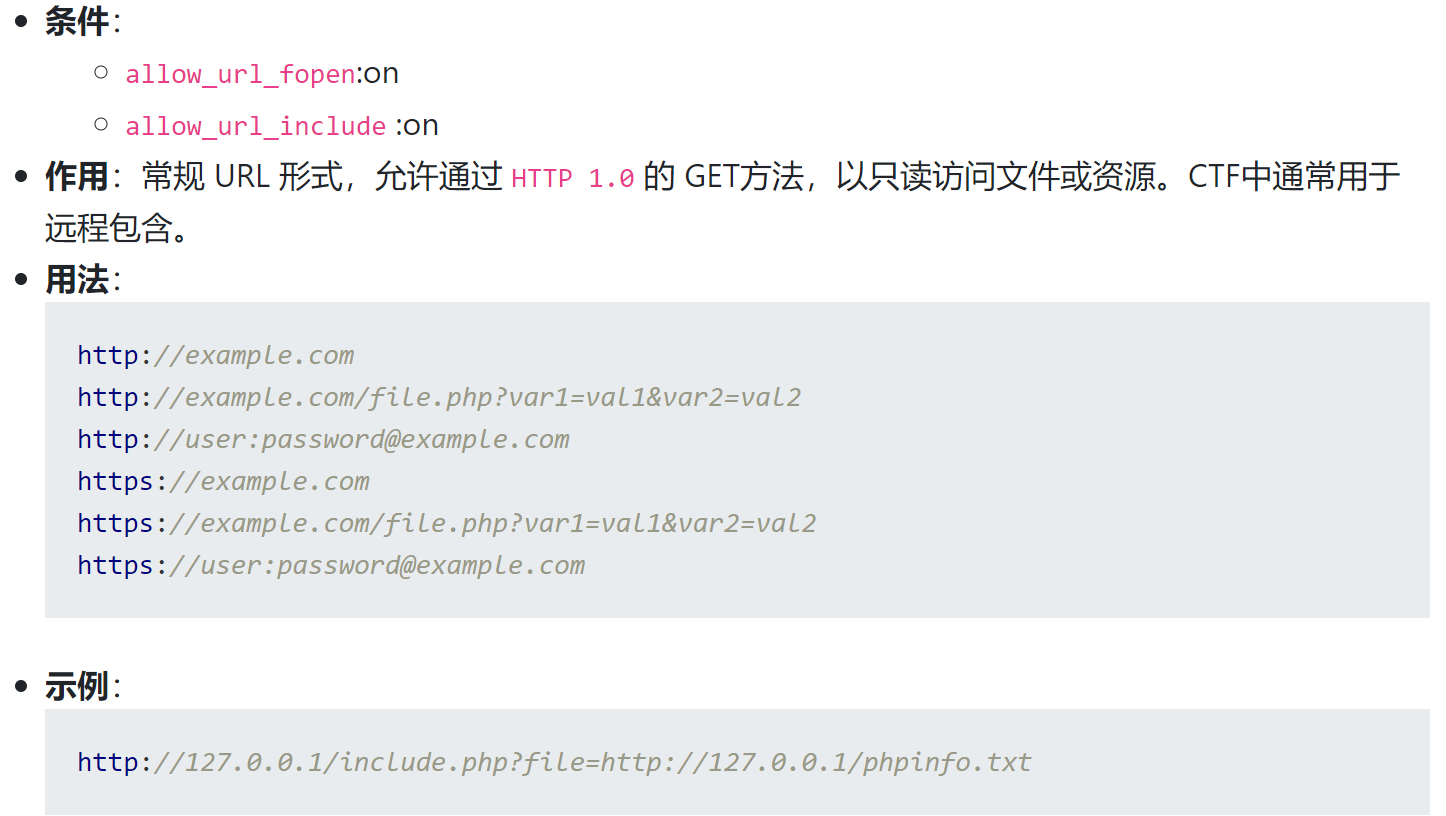 条件：
allow_url_fopen:on
allow_url_include :on
作用：常规 URL 形式，允许通过 HTTP 1.0 的 GET方法，以只读访问文件或资源。CTF中通常用于
远程包含。
用法：
http://example.com
http://example.com/file.php?var1=val1&var2=val2
http://user:password@example.com
https://example.com
https://example.com/file.php?var1=val1&var2=val2
https://user:password@example.com
示例：
http://127.0.0.1/include.php?file=http://127.0.0.1/phpinfo.txt